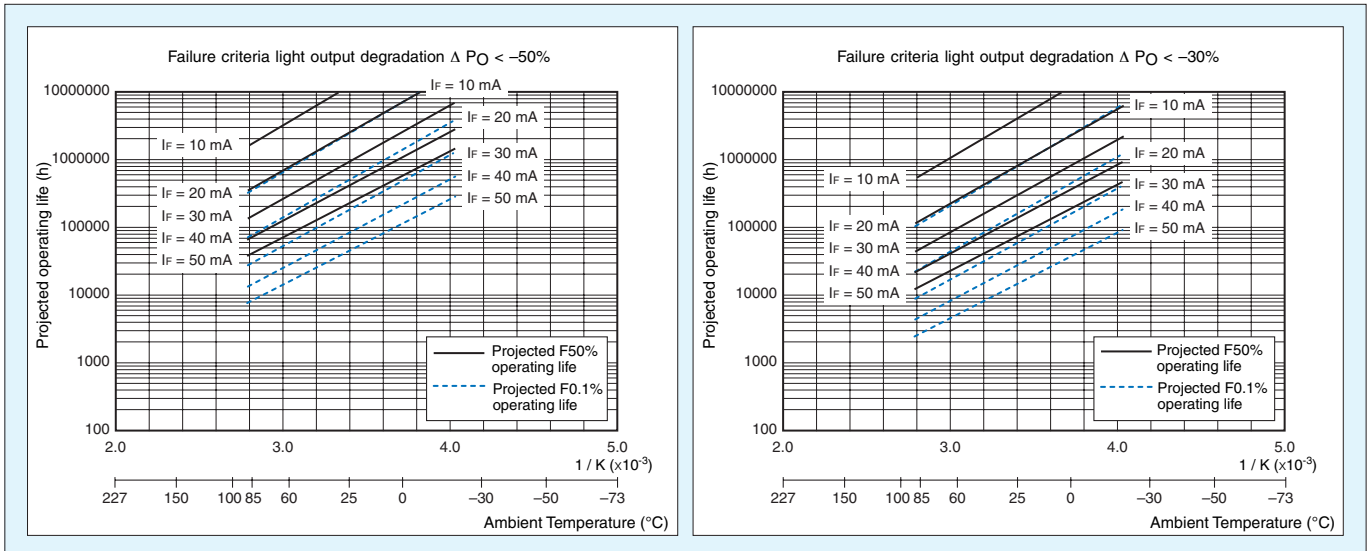 Failure criteria light output degradation Δ PO < –50%
Projected operating life (h)
10000000
1000000
100000
10000
1000
100
IF = 10 mA
IF = 20 mA
IF = 30 mA
IF = 40 mA
IF = 50 mA
IF = 10 mA
IF = 20 mA
IF = 30 mA
IF = 40 mA
IF = 50 mA
Projected F50%
operating life
Projected F0.1%
operating life
2.0 3.0 4.0 5.0
1 / K (×10-3)
227 150 100 85 60 25 0 –30 –50 –73
Ambient Temperature (°C)
Failure criteria light output degradation Δ PO < –30%
Projected operating life (h)
10000000
1000000
100000
10000
1000
100
IF = 10 mA
IF = 20 mA
IF = 30 mA
IF = 40 mA
IF = 50 mA
IF = 10 mA
IF = 20 mA
IF = 30 mA
IF = 40 mA
IF = 50 mA
Projected F50%
operating life
Projected F0.1%
operating life
2.0 3.0 4.0 5.0
1 / K (×10-3)
227 150 100 85 60 25 0 –30 –50 –73
Ambient Temperature (°C)